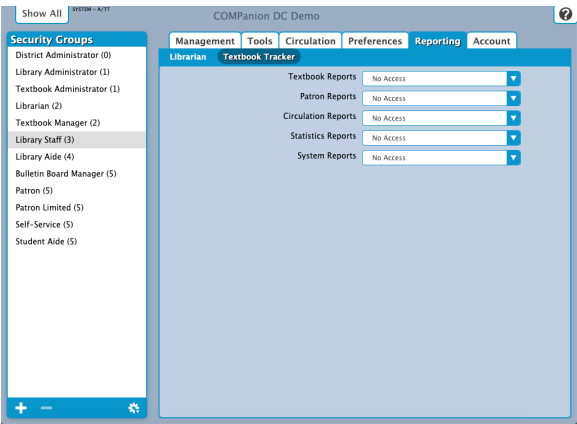 Show All
SYSTEM - A/TT
COMPanion DC Demo
?
Security Groups
District Administrator (0)
Library Administrator (1)
Textbook Administrator (1)
Librarian (2)
Textbook Manager (2)
Library Staff (3)
Library Aide (4)
Bulletin Board Manager (5)
Patron (5)
Patron Limited (5)
Self-Service (5)
Student Aide (5)
Management Tools Circulation Preferences Reporting Account
Librarian Textbook Tracker
Textbook Reports No Access
Patron Reports No Access
Circulation Reports No Access
Statistics Reports No Access
System Reports No Access